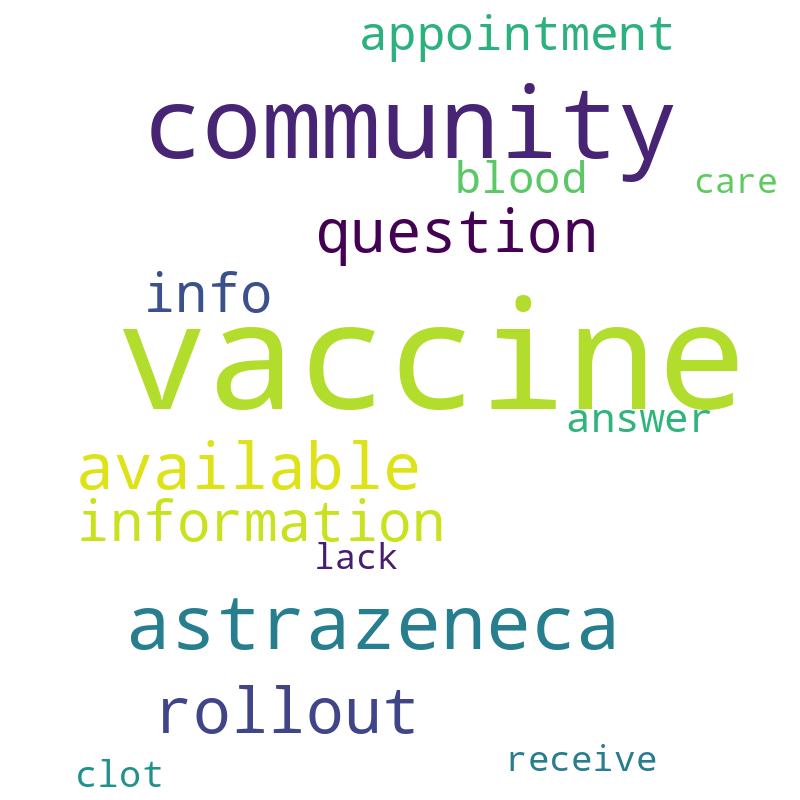 appointment
community
blood
care
question
info
vaccine
answer
available
information
lack
astrazeneca
rollout
receive
clot